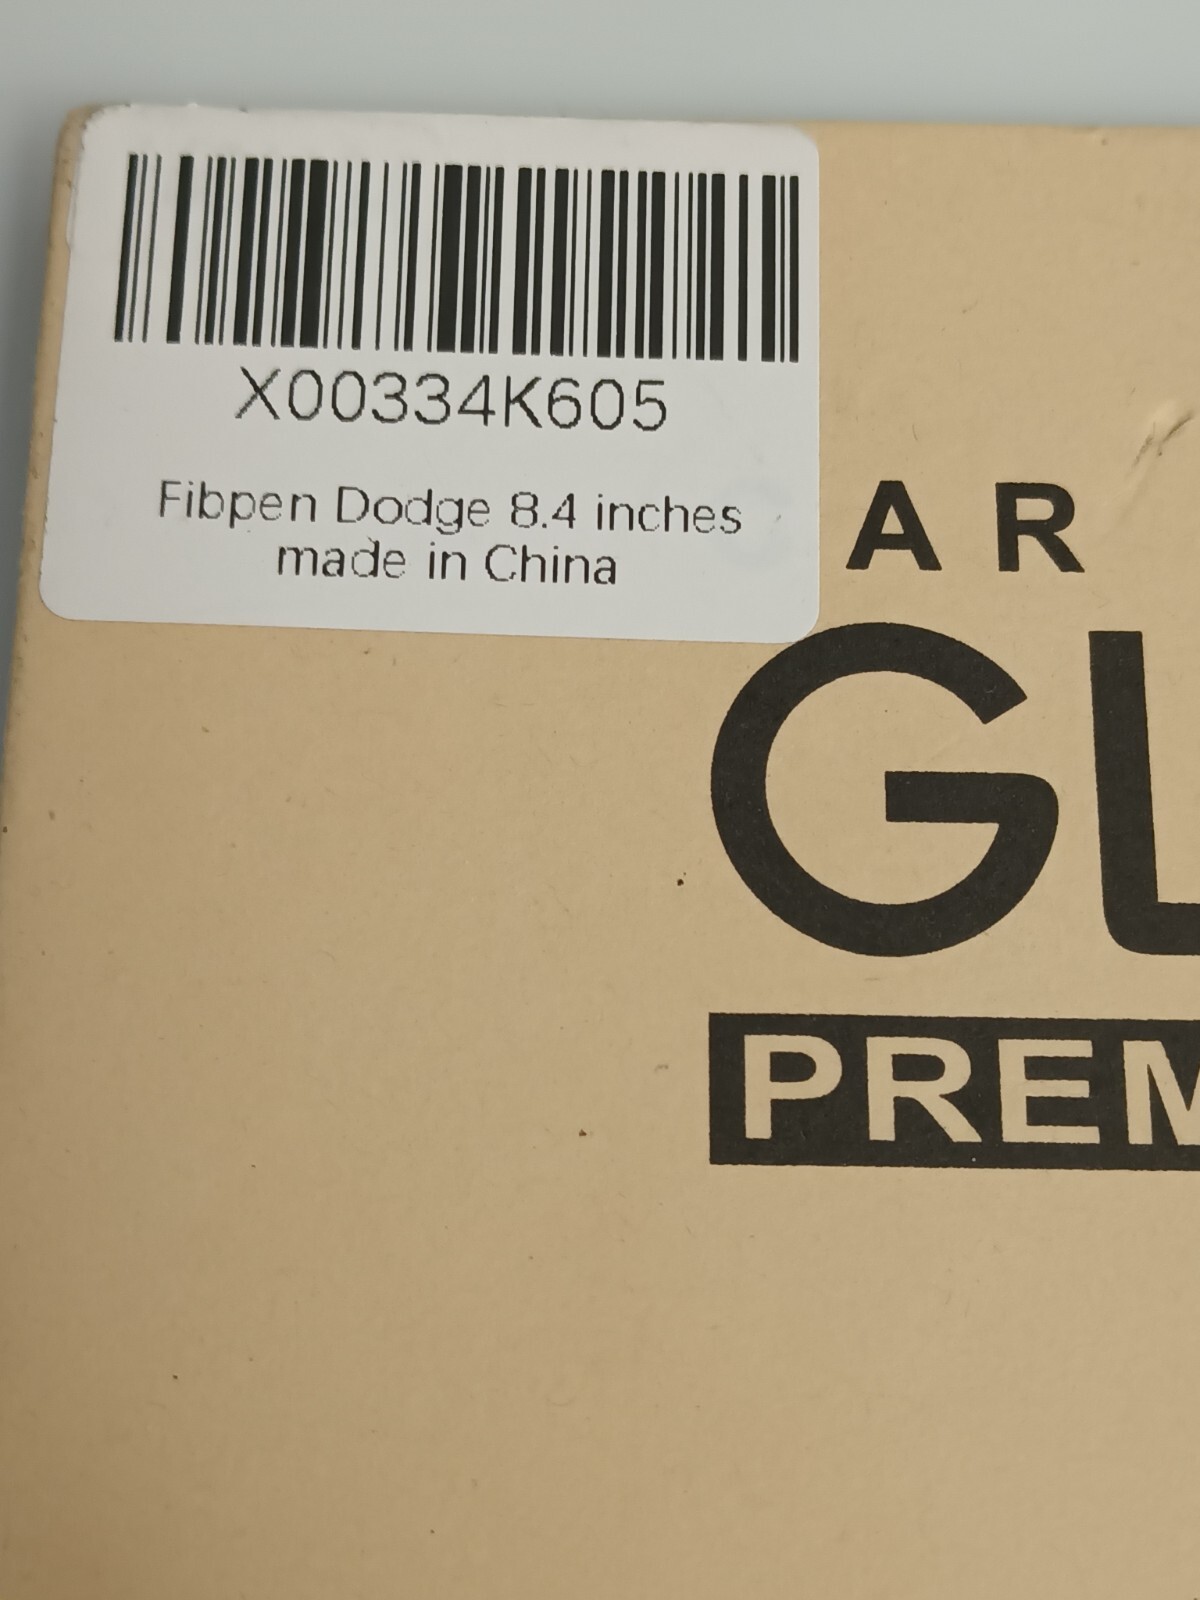 X00334K605
Fibpen Dodge 8.4 inches
made in China
AR
GL
PREM